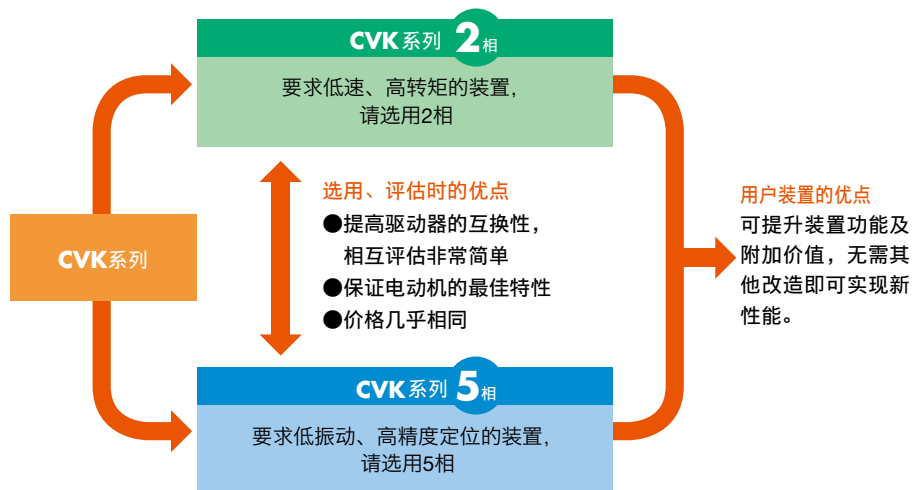 CVK系列 2相
要求低速、高转矩的装置，
请选用2相
选用、评估时的优点
●提高驱动器的互换性，
相互评估非常简单
●保证电动机的最佳特性
●价格几乎相同
用户装置的优点
可提升装置功能及
附加价值，无需其
他改造即可实现新
性能。
CVK系列
CVK系列 5相
要求低振动、高精度定位的装置，
请选用5相